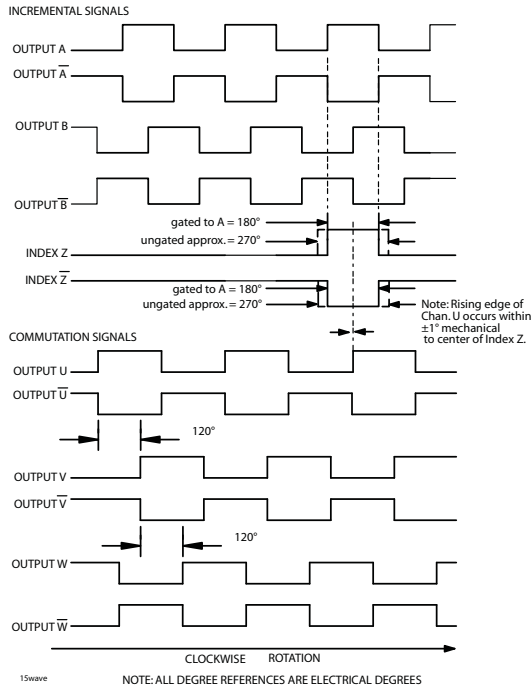 INCREMENTAL SIGNALS
OUTPUT A
OUTPUT A̅
OUTPUT B
OUTPUT B̅
gated to A = 180°
ungated approx. = 270°
INDEX Z
INDEX Z̅
gated to A = 180°
ungated approx. = 270°
Note: Rising edge of
Chan. U occurs within
±1° mechanical
to center of Index Z.
COMMUTATION SIGNALS
OUTPUT U
OUTPUT U̅
120°
OUTPUT V
OUTPUT V̅
120°
OUTPUT W
OUTPUT W̅
CLOCKWISE ROTATION
15wave
NOTE: ALL DEGREE REFERENCES ARE ELECTRICAL DEGREES